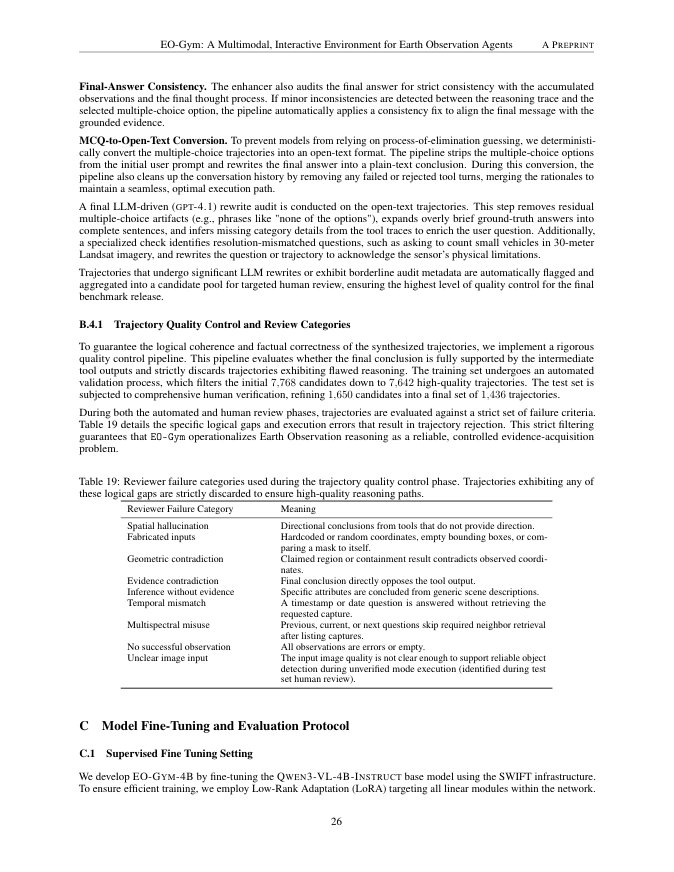 EO-Gym: A Multimodal, Interactive Environment for Earth Observation Agents A PREPRINT
Final-Answer Consistency. The enhancer also audits the final answer for strict consistency with the accumulated
observations and the final thought process. If minor inconsistencies are detected between the reasoning trace and the
selected multiple-choice option, the pipeline automatically applies a consistency fix to align the final message with the
grounded evidence.
MCQ-to-Open-Text Conversion. To prevent models from relying on process-of-elimination guessing, we deterministi-
cally convert the multiple-choice trajectories into an open-text format. The pipeline strips the multiple-choice options
from the initial user prompt and rewrites the final answer into a plain-text conclusion. During this conversion, the
pipeline also cleans up the conversation history by removing any failed or rejected tool turns, merging the rationales to
maintain a seamless, optimal execution path.
A final LLM-driven (GPT-4.1) rewrite audit is conducted on the open-text trajectories. This step removes residual
multiple-choice artifacts (e.g., phrases like "none of the options"), expands overly brief ground-truth answers into
complete sentences, and infers missing category details from the tool traces to enrich the user question. Additionally,
a specialized check identifies resolution-mismatched questions, such as asking to count small vehicles in 30-meter
Landsat imagery, and rewrites the question or trajectory to acknowledge the sensor's physical limitations.
Trajectories that undergo significant LLM rewrites or exhibit borderline audit metadata are automatically flagged and
aggregated into a candidate pool for targeted human review, ensuring the highest level of quality control for the final
benchmark release.
B.4.1 Trajectory Quality Control and Review Categories
To guarantee the logical coherence and factual correctness of the synthesized trajectories, we implement a rigorous
quality control pipeline. This pipeline evaluates whether the final conclusion is fully supported by the intermediate
tool outputs and strictly discards trajectories exhibiting flawed reasoning. The training set undergoes an automated
validation process, which filters the initial 7,768 candidates down to 7,642 high-quality trajectories. The test set is
subjected to comprehensive human verification, refining 1,650 candidates into a final set of 1,436 trajectories.
During both the automated and human review phases, trajectories are evaluated against a strict set of failure criteria.
Table 19 details the specific logical gaps and execution errors that result in trajectory rejection. This strict filtering
guarantees that EO-Gym operationalizes Earth Observation reasoning as a reliable, controlled evidence-acquisition
problem.
Table 19: Reviewer failure categories used during the trajectory quality control phase. Trajectories exhibiting any of
these logical gaps are strictly discarded to ensure high-quality reasoning paths.
Reviewer Failure Category Meaning
Spatial hallucination Directional conclusions from tools that do not provide direction.
Fabricated inputs Hardcoded or random coordinates, empty bounding boxes, or com-
paring a mask to itself.
Geometric contradiction Claimed region or containment result contradicts observed coordi-
nates.
Evidence contradiction Final conclusion directly opposes the tool output.
Inference without evidence Specific attributes are concluded from generic scene descriptions.
Temporal mismatch A timestamp or date question is answered without retrieving the
requested capture.
Multispectral misuse Previous, current, or next questions skip required neighbor retrieval
after listing captures.
No successful observation All observations are errors or empty.
Unclear image input The input image quality is not clear enough to support reliable object
detection during unverified mode execution (identified during test
set human review).
C Model Fine-Tuning and Evaluation Protocol
C.1 Supervised Fine Tuning Setting
We develop EO-GYM-4B by fine-tuning the QWEN3-VL-4B-INSTRUCT base model using the SWIFT infrastructure.
To ensure efficient training, we employ Low-Rank Adaptation (LoRA) targeting all linear modules within the network.
26